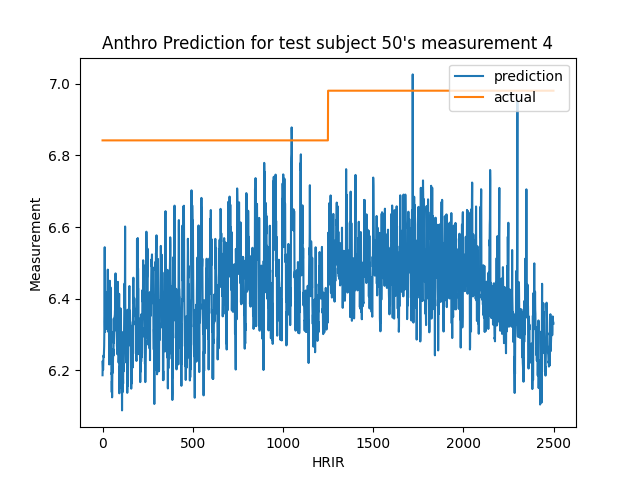 Anthro Prediction for test subject 50's measurement 4
prediction
actual
Measurement
7.0
6.8
6.6
6.4
6.2
0
500
1000
1500
2000
2500
HRIR